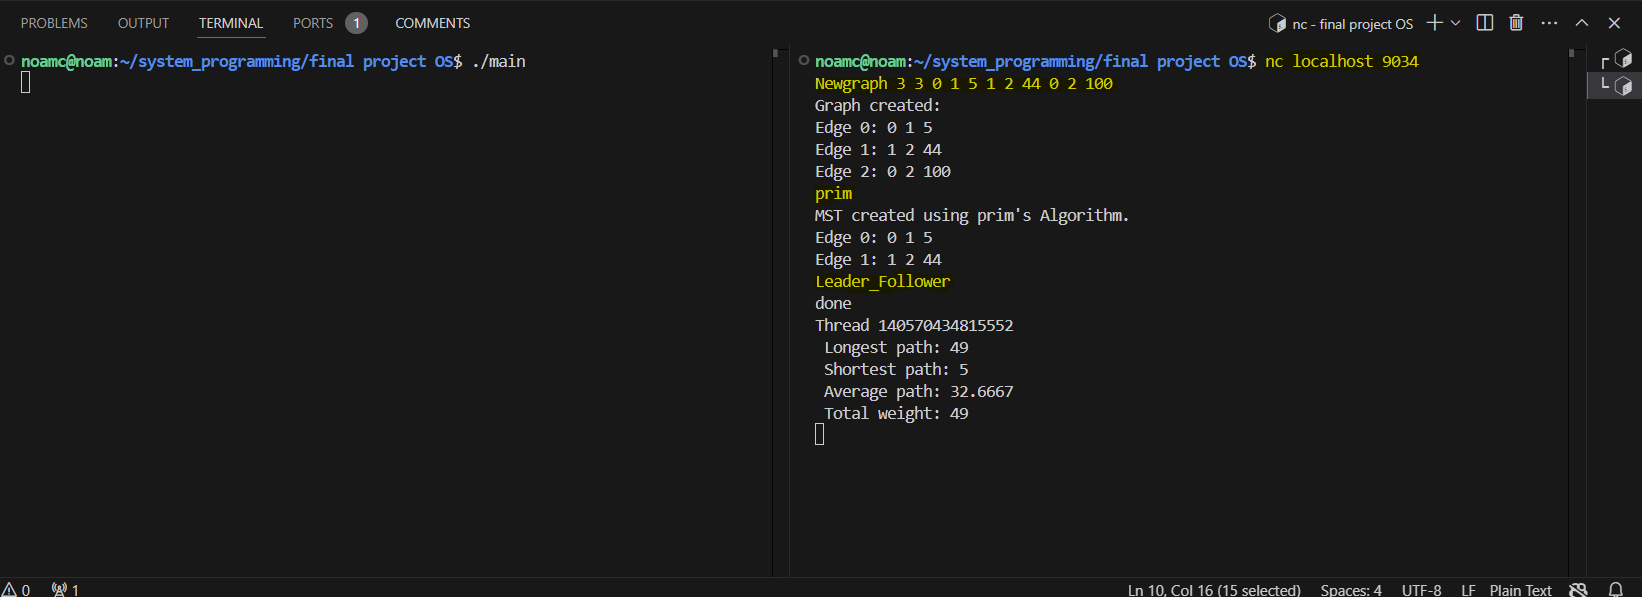 PROBLEMS OUTPUT TERMINAL PORTS 1 COMMENTS nc - final project OS
noamc@noam:~/system_programming/final project OS$ ./main
noamc@noam:~/system_programming/final project OS$ nc localhost 9034
Newgraph 3 3 0 1 5 1 2 44 0 2 100
Graph created:
Edge 0: 0 1 5
Edge 1: 1 2 44
Edge 2: 0 2 100
prim
MST created using prim's Algorithm.
Edge 0: 0 1 5
Edge 1: 1 2 44
Leader_Follower
done
Thread 140570434815552
Longest path: 49
Shortest path: 5
Average path: 32.6667
Total weight: 49
0 1 Ln 10, Col 16 (15 selected) Spaces: 4 UTF-8 LF Plain Text